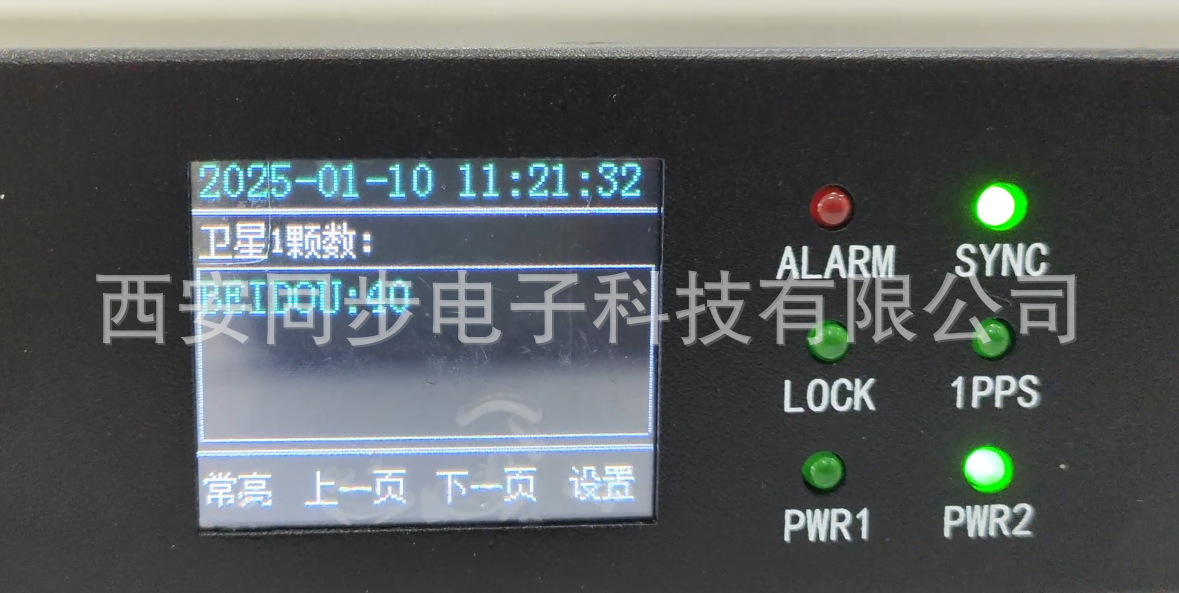 2025-01-10 11:21:32
卫星1颗数:
BEIDOU:40
西安同步电子科技有限公司
常亮 上一页 下一页 设置
ALARM SYNC
LOCK 1PPS
PWR1 PWR2